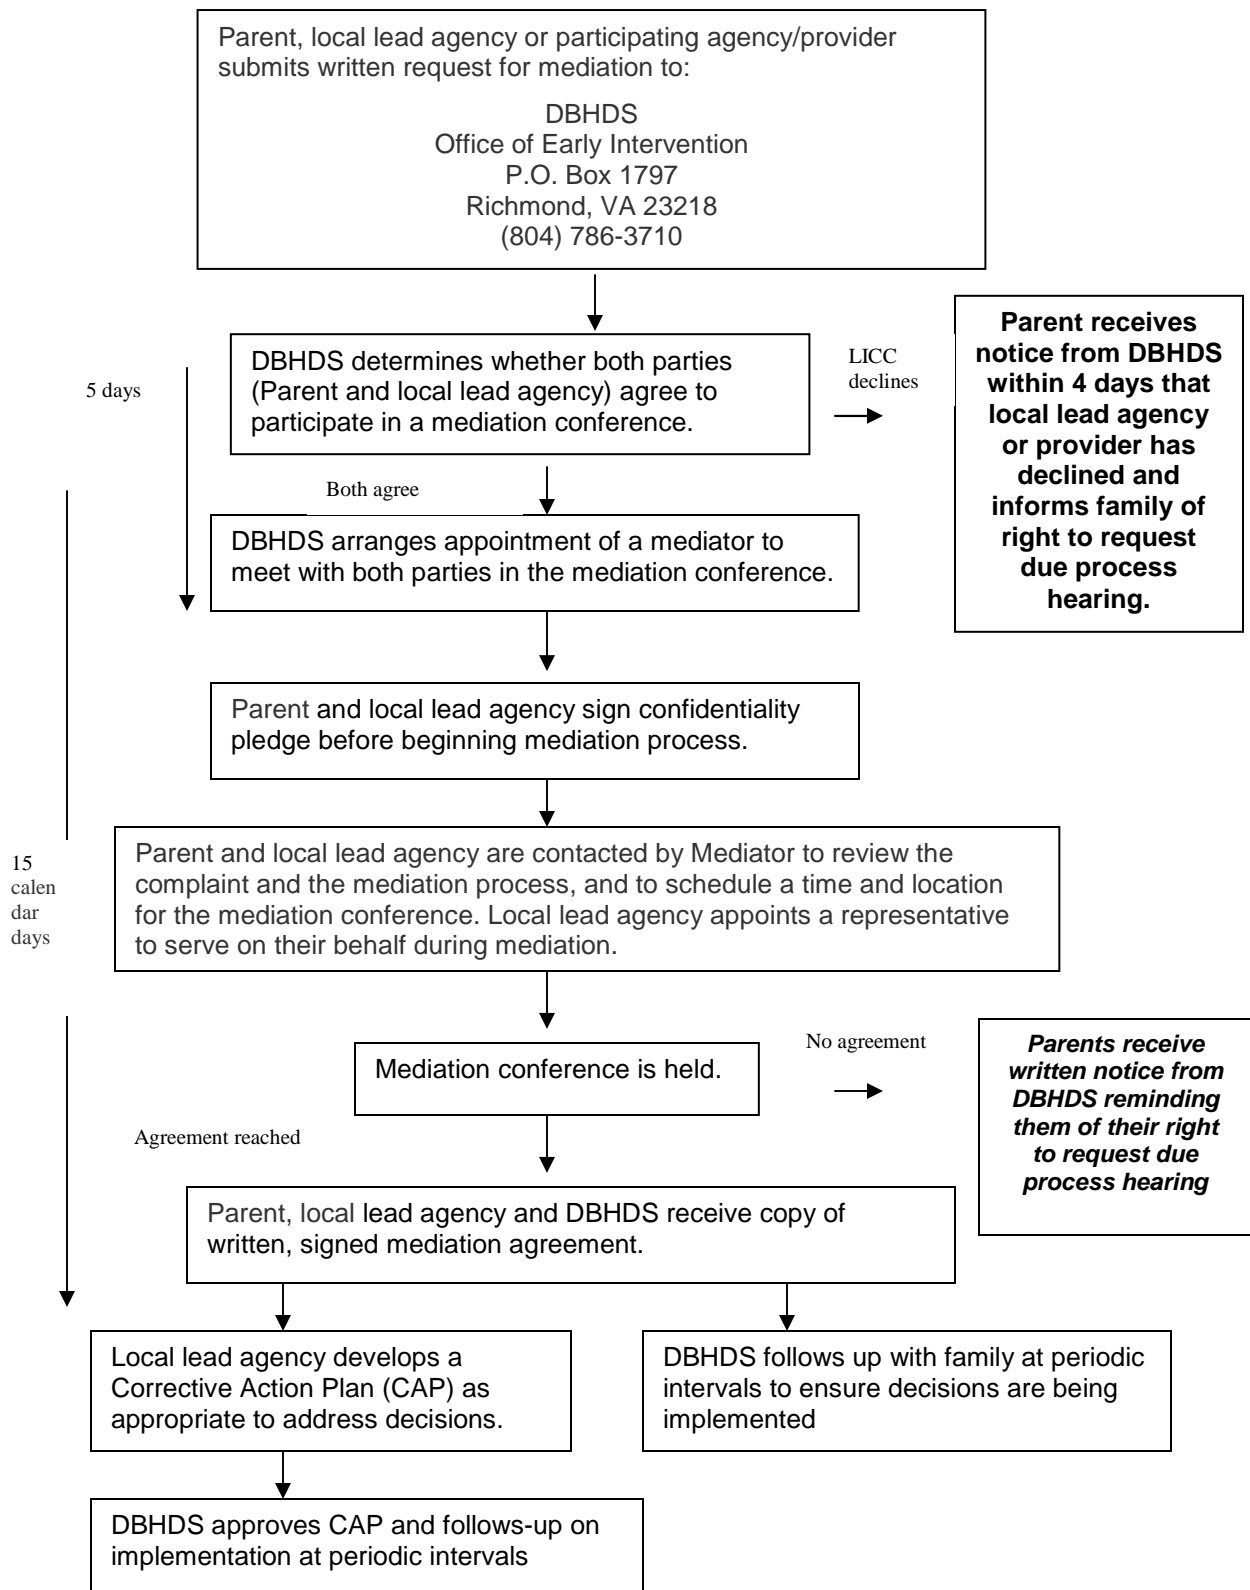 Parent, local lead agency or participating agency/provider
submits written request for mediation to:
DBHDS
Office of Early Intervention
P.O. Box 1797
Richmond, VA 23218
(804) 786-3710
5 days
DBHDS determines whether both parties
(Parent and local lead agency) agree to
participate in a mediation conference.
LICC
declines
Parent receives
notice from DBHDS
within 4 days that
local lead agency
or provider has
declined and
informs family of
right to request
due process
hearing.
Both agree
DBHDS arranges appointment of a mediator to
meet with both parties in the mediation conference.
Parent and local lead agency sign confidentiality
pledge before beginning mediation process.
15
calen
dar
days
Parent and local lead agency are contacted by Mediator to review the
complaint and the mediation process, and to schedule a time and location
for the mediation conference. Local lead agency appoints a representative
to serve on their behalf during mediation.
Mediation conference is held.
No agreement
Parents receive
written notice from
DBHDS reminding
them of their right
to request due
process hearing
Agreement reached
Parent, local lead agency and DBHDS receive copy of
written, signed mediation agreement.
Local lead agency develops a
Corrective Action Plan (CAP) as
appropriate to address decisions.
DBHDS follows up with family at periodic
intervals to ensure decisions are being
implemented
DBHDS approves CAP and follows-up on
implementation at periodic intervals